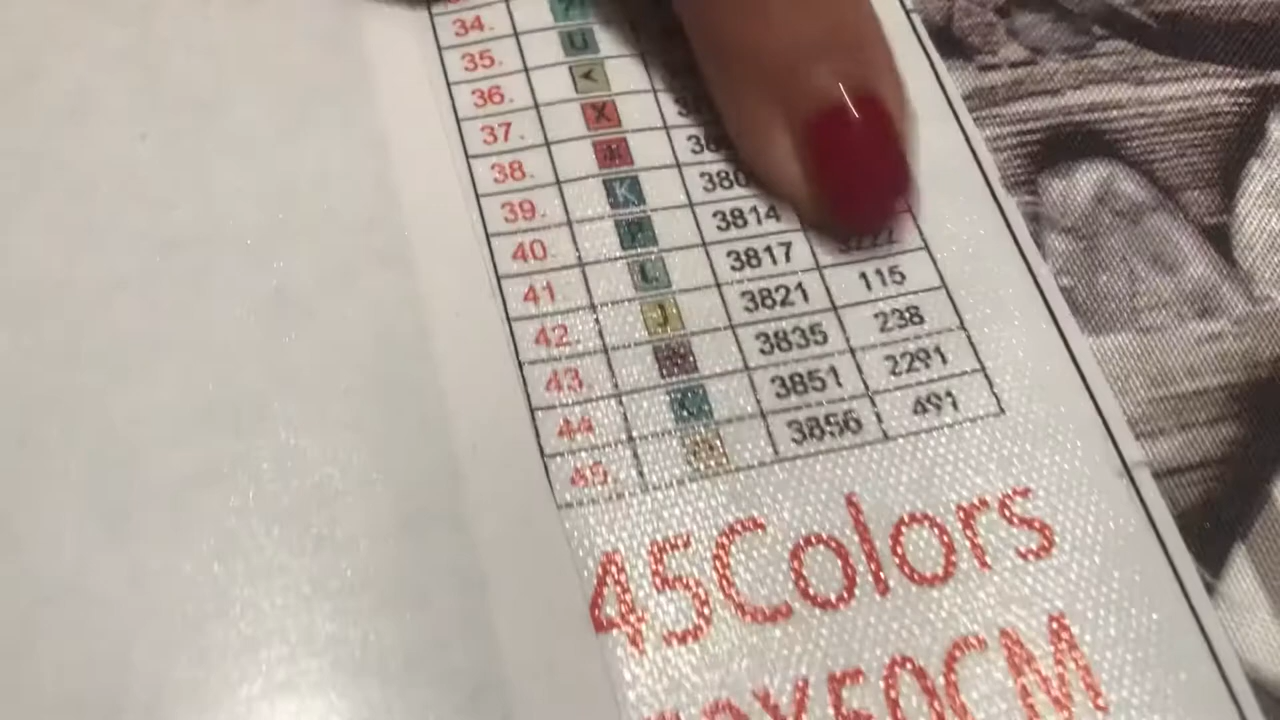 34.
35. U
36. <
37. X
38.
39. K
40. 3814
41. L 3817
42. J 3821 115
43. 3835 238
44. C 3851 2291
45. 3856 491
45Colors